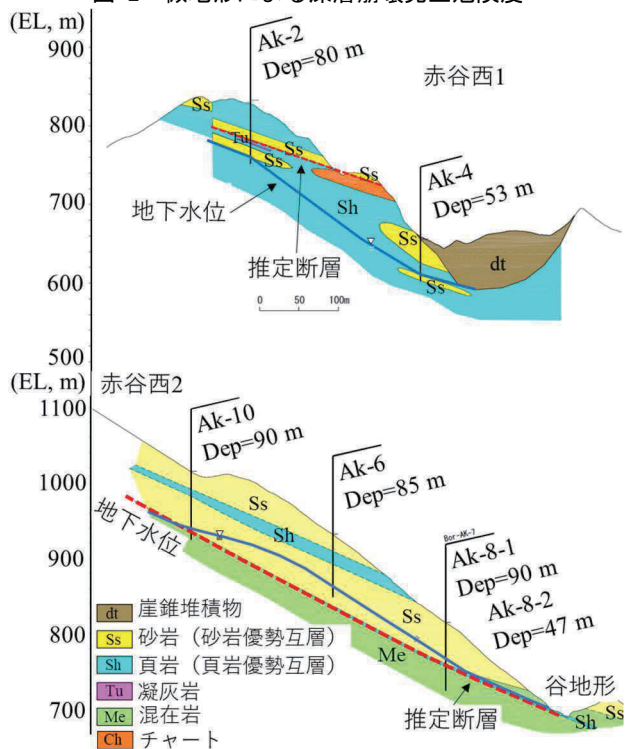 (EL, m)
900
Ak-2
Dep=80 m
赤谷西1
Ss
800
Tu
Ss
Ss
Ss
Ak-4
Dep=53 m
700
地下水位
Sh
Ss
推定断層
dt
600
Ss
0 50 100m
500
(EL, m)
赤谷西2
1100
Ak-10
Dep=90 m
Ak-6
Dep=85 m
1000
Ss
地下水位
Sh
Bor-AK-7
Ak-8-1
Dep=90 m
Ak-8-2
Dep=47 m
900
Ss
dt 崖錐堆積物
800
Ss 砂岩（砂岩優勢互層）
Me
Sh 頁岩（頁岩優勢互層）
谷地形
Tu 凝灰岩
推定断層
Me 混在岩
Ss
700
Sh
Ch チャート